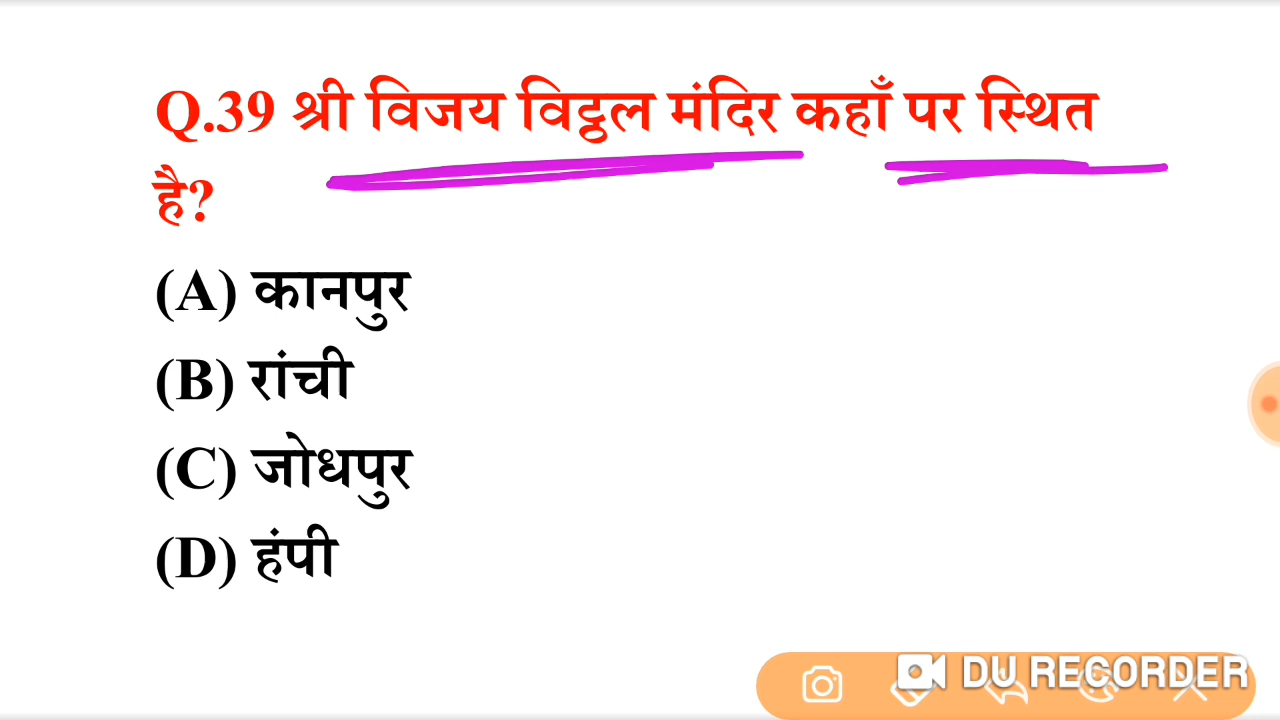 Q.39 श्री विजय विट्ठल मंदिर कहाँ पर स्थित
है?
(A) कानपुर
(B) रांची
(C) जोधपुर
(D) हंपी
DU RECORDER